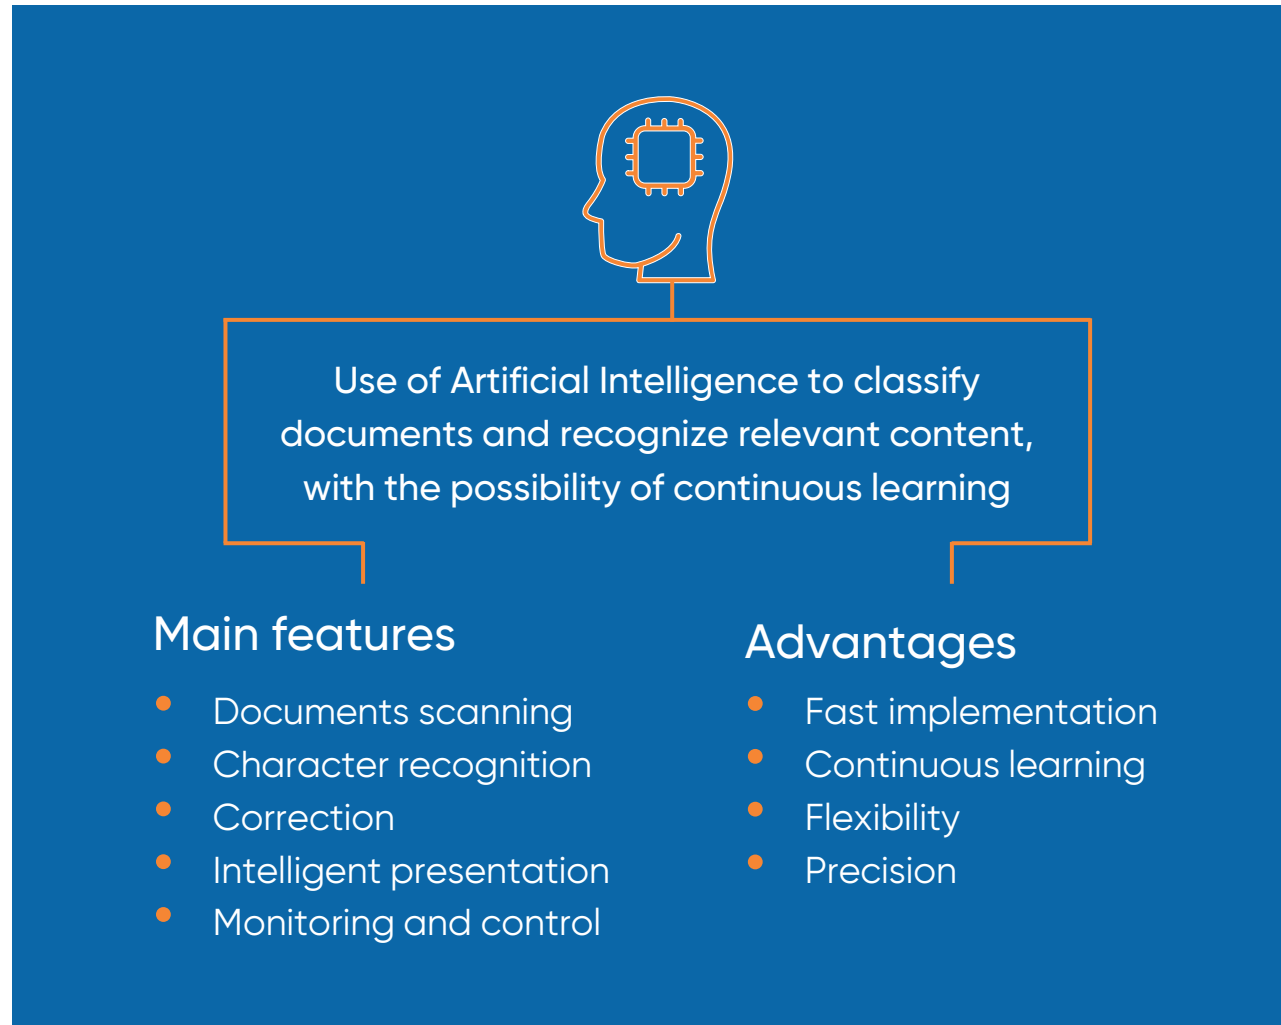 Use of Artificial Intelligence to classify
documents and recognize relevant content,
with the possibility of continuous learning
Main features
Documents scanning
Character recognition
Correction
Intelligent presentation
Monitoring and control
Advantages
Fast implementation
Continuous learning
Flexibility
Precision